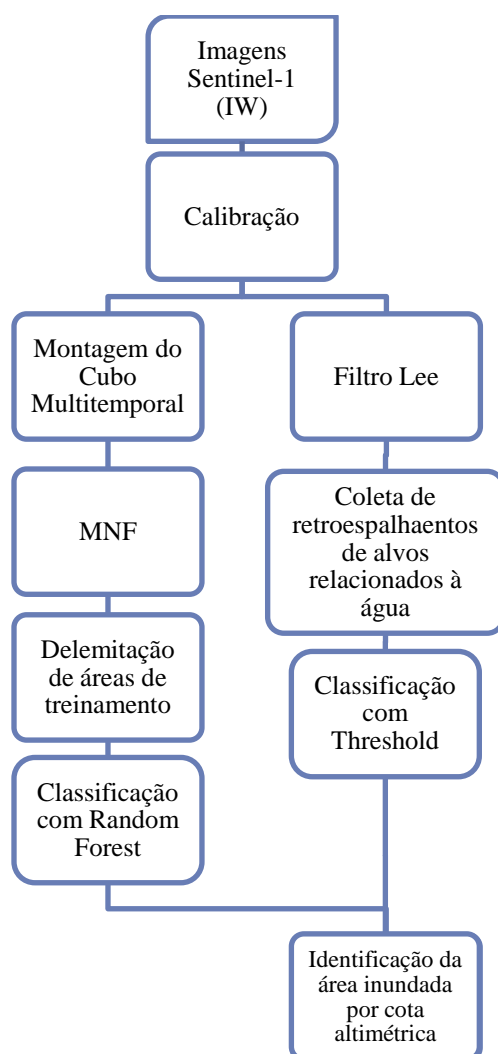 Imagens
Sentinel-1
(IW)
Calibração
Montagem do
Cubo
Multitemporal
MNF
Delemitação
de áreas de
treinamento
Classificação
com Random
Forest
Filtro Lee
Coleta de
retroespalhaentos
de alvos
relacionados à
água
Classificação
com
Threshold
Identificação da
área inundada
por cota
altimétrica